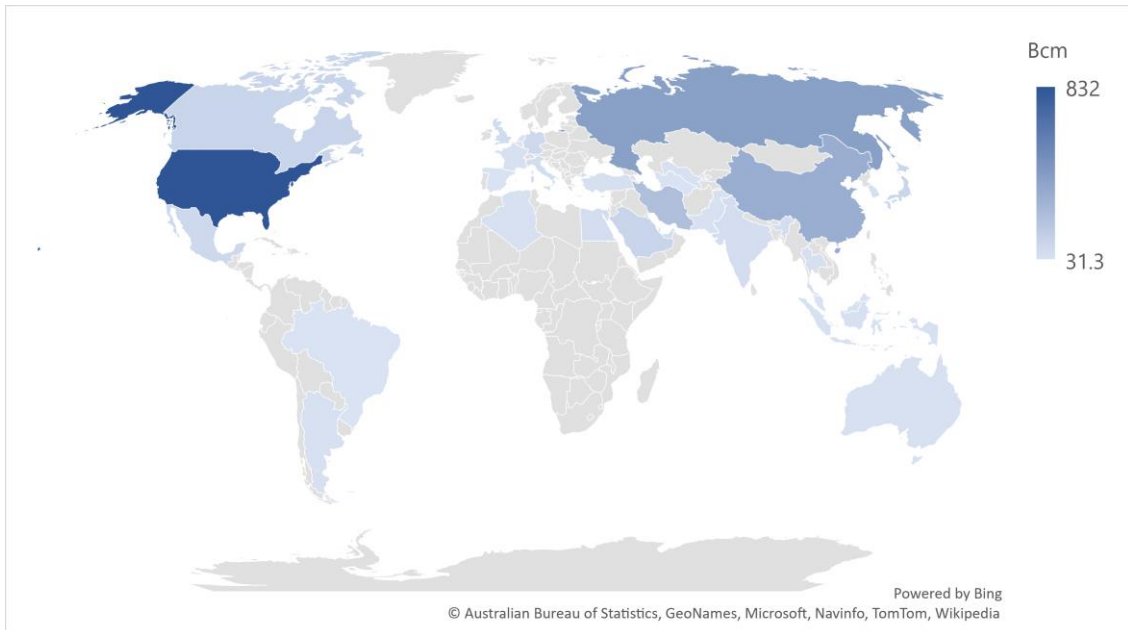 Bcm
832
31.3
Powered by Bing
© Australian Bureau of Statistics, GeoNames, Microsoft, Navinfo, TomTom, Wikipedia